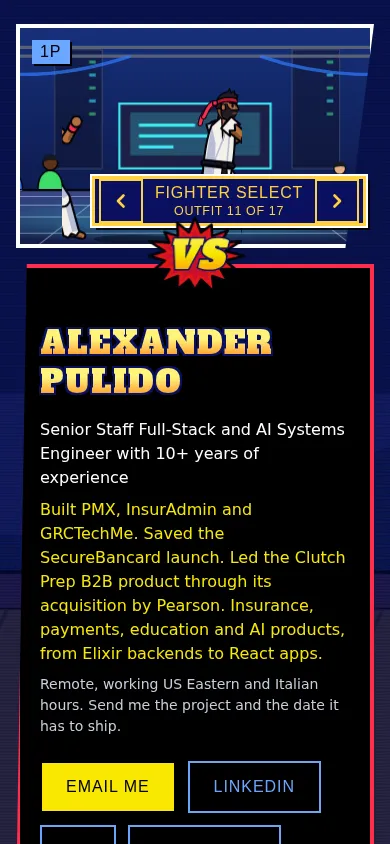 1P
FIGHTER SELECT
OUTFIT 11 OF 17
VS
ALEXANDER
PULIDO
Senior Staff Full-Stack and AI Systems
Engineer with 10+ years of
experience
Built PMX, InsurAdmin and
GRCTechMe. Saved the
SecureBancard launch. Led the Clutch
Prep B2B product through its
acquisition by Pearson. Insurance,
payments, education and AI products,
from Elixir backends to React apps.
Remote, working US Eastern and Italian
hours. Send me the project and the date it
has to ship.
EMAIL ME
LINKEDIN